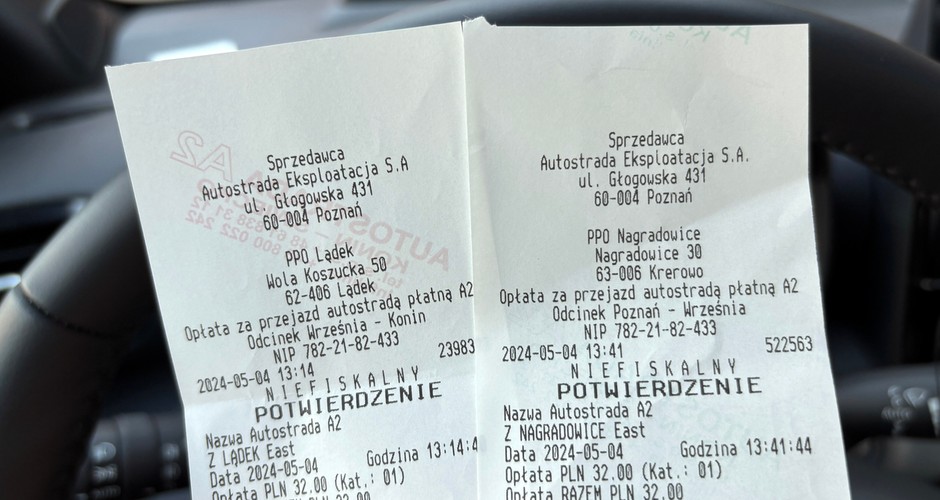 Sprzedawca
Autostrada Eksploatacja S.A
ul. Głogowska 431
60-004 Poznań
PPO Lądek
Wola Koszucka 50
62-406 Lądek
Opłata za przejazd autostradą płatną A2
Odcinek Września - Konin
NIP 782-21-82-433
2024-05-04 13:14 23983
NIEFISKALNY
POTWIERDZENIE
Nazwa Autostrada A2
Z LĄDEK East
Data 2024-05-04 Godzina 13:14:4
Opłata PLN 32.00 (Kat.: 01)
PLN 32.00
Sprzedawca
Autostrada Eksploatacja S.A.
ul. Głogowska 431
60-004 Poznań
PPO Nagradowice
Nagradowice 30
63-006 Krerowo
Opłata za przejazd autostradą płatną A2
Odcinek Poznań - Września
NIP 782-21-82-433
2024-05-04 13:41 522563
NIEFISKALNY
POTWIERDZENIE
Nazwa Autostrada A2
Z NAGRADOWICE East
Data 2024-05-04 Godzina 13:41:44
Opłata PLN 32.00 (Kat.: 01)
Opłata RAZEM PLN 32.00